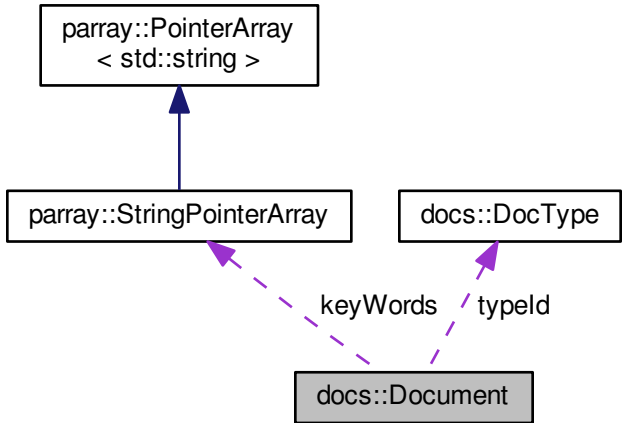 parray::PointerArray
< std::string >
parray::StringPointerArray
docs::DocType
keyWords
typeId
docs::Document